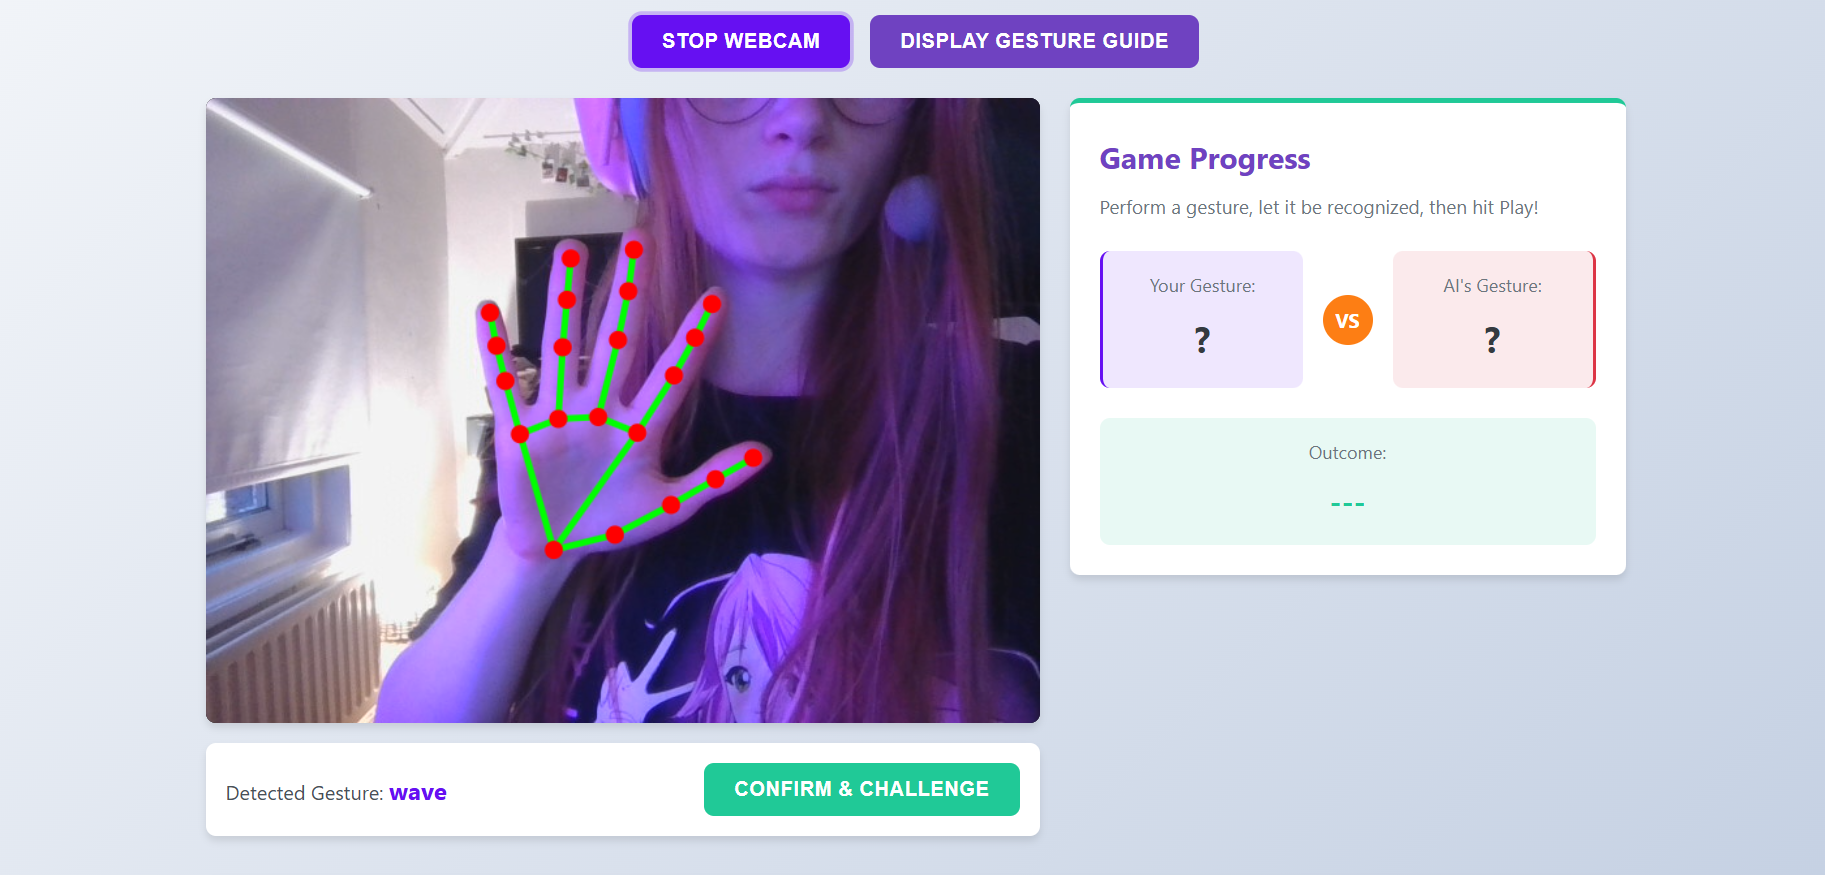 STOP WEBCAM
DISPLAY GESTURE GUIDE
Game Progress
Perform a gesture, let it be recognized, then hit Play!
Your Gesture:
?
VS
AI's Gesture:
?
Outcome:
---
Detected Gesture: wave
CONFIRM & CHALLENGE